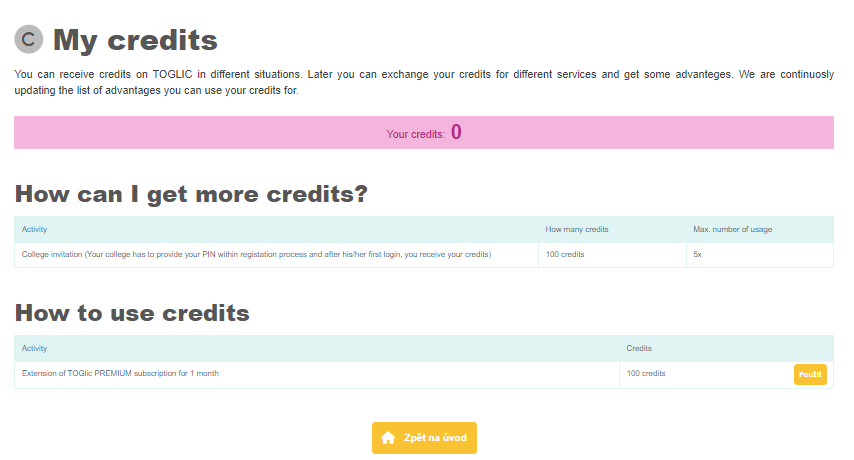 C My credits
You can receive credits on TOGLIC in different situations. Later you can exchange your credits for different services and get some advanteges. We are continuosly
updating the list of advantages you can use your credits for.
Your credits: 0
How can I get more credits?
Activity How many credits Max. number of usage
College invitation (Your college has to provide your PIN within registation process and after his/her first login, you receive your credits) 100 credits 5x
How to use credits
Activity Credits
Extension of TOGlic PREMIUM subscription for 1 month 100 credits Použít
Zpět na úvod